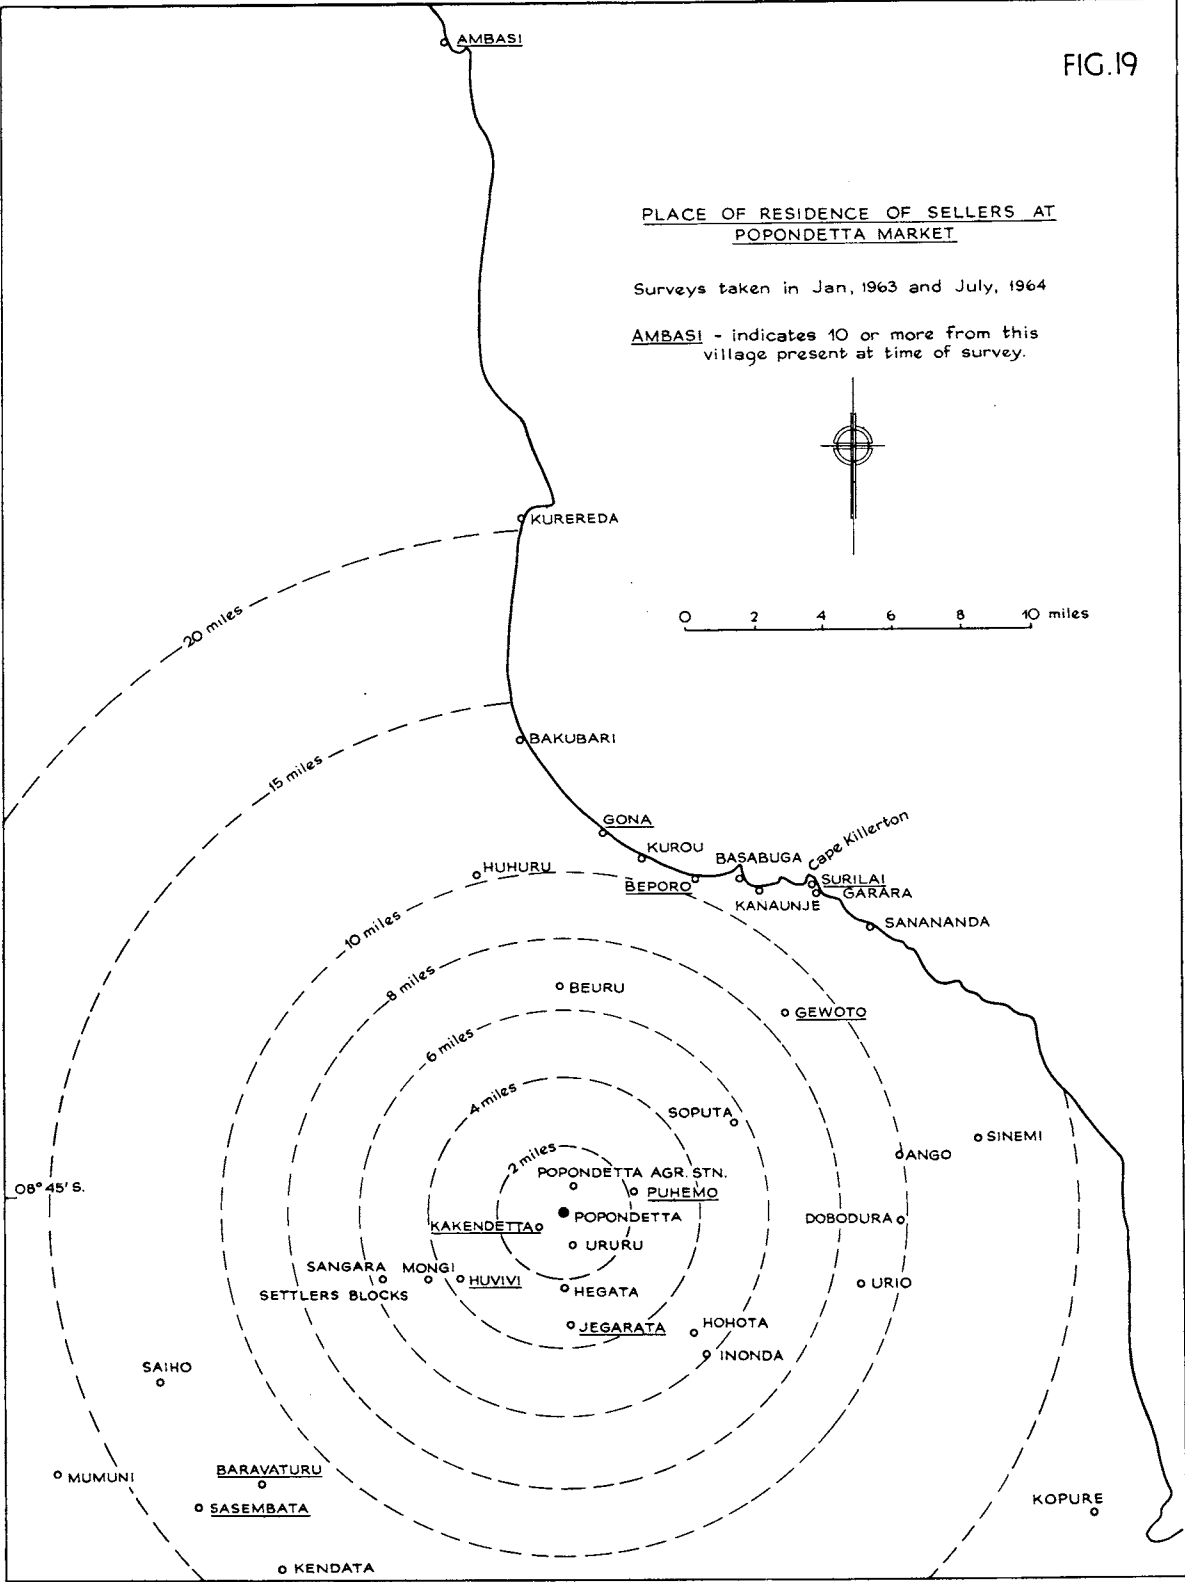 AMBASI
FIG.19
PLACE OF RESIDENCE OF SELLERS AT
POPONDETTA MARKET
Surveys taken in Jan, 1963 and July, 1964
AMBASI - indicates 10 or more from this
village present at time of survey.
KUREREDA
0 2 4 6 8 10 miles
20 miles
BAKUBARI
15 miles
GONA
KUROU
BASABUGA
Cape Killerton
HUHURU
BEPORO
SURILAI
KANAUNJE
GARARA
SANANANDA
10 miles
8 miles
BEURU
GEWOTO
6 miles
4 miles
SOPUTA
SINEMI
ANGO
2 miles
POPONDETTA AGR. STN.
08° 45' S.
PUHEMO
POPONDETTA
DOBODURA
KAKENDETTA
URURU
SANGARA
MONGI
HUVIVI
URIO
SETTLERS BLOCKS
HEGATA
JEGARATA
HOHOTA
INONDA
SAIHO
MUMUNI
BARAVATURU
SASEMBATA
KOPURE
KENDATA